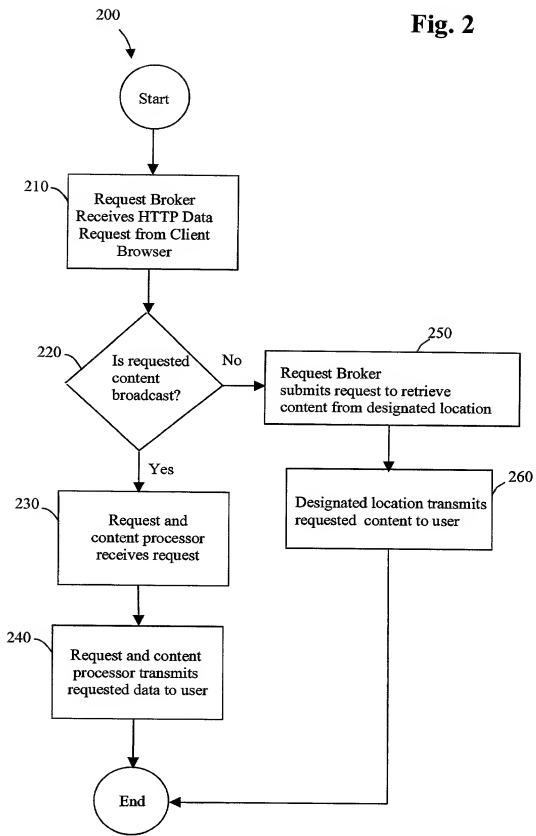 200
Fig. 2
Start
210
Request Broker
Receives HTTP Data
Request from Client
Browser
220
Is requested
content
broadcast?
No
250
Request Broker
submits request to retrieve
content from designated location
Yes
260
Designated location transmits
requested content to user
230
Request and
content processor
receives request
240
Request and content
processor transmits
requested data to user
End